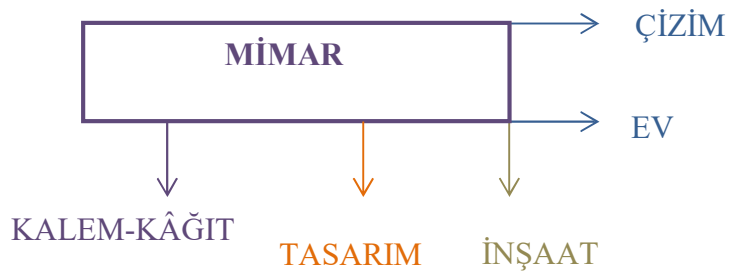 ÇİZİM
MİMAR
EV
KALEM-KÂĞIT
TASARIM
İNŞAAT